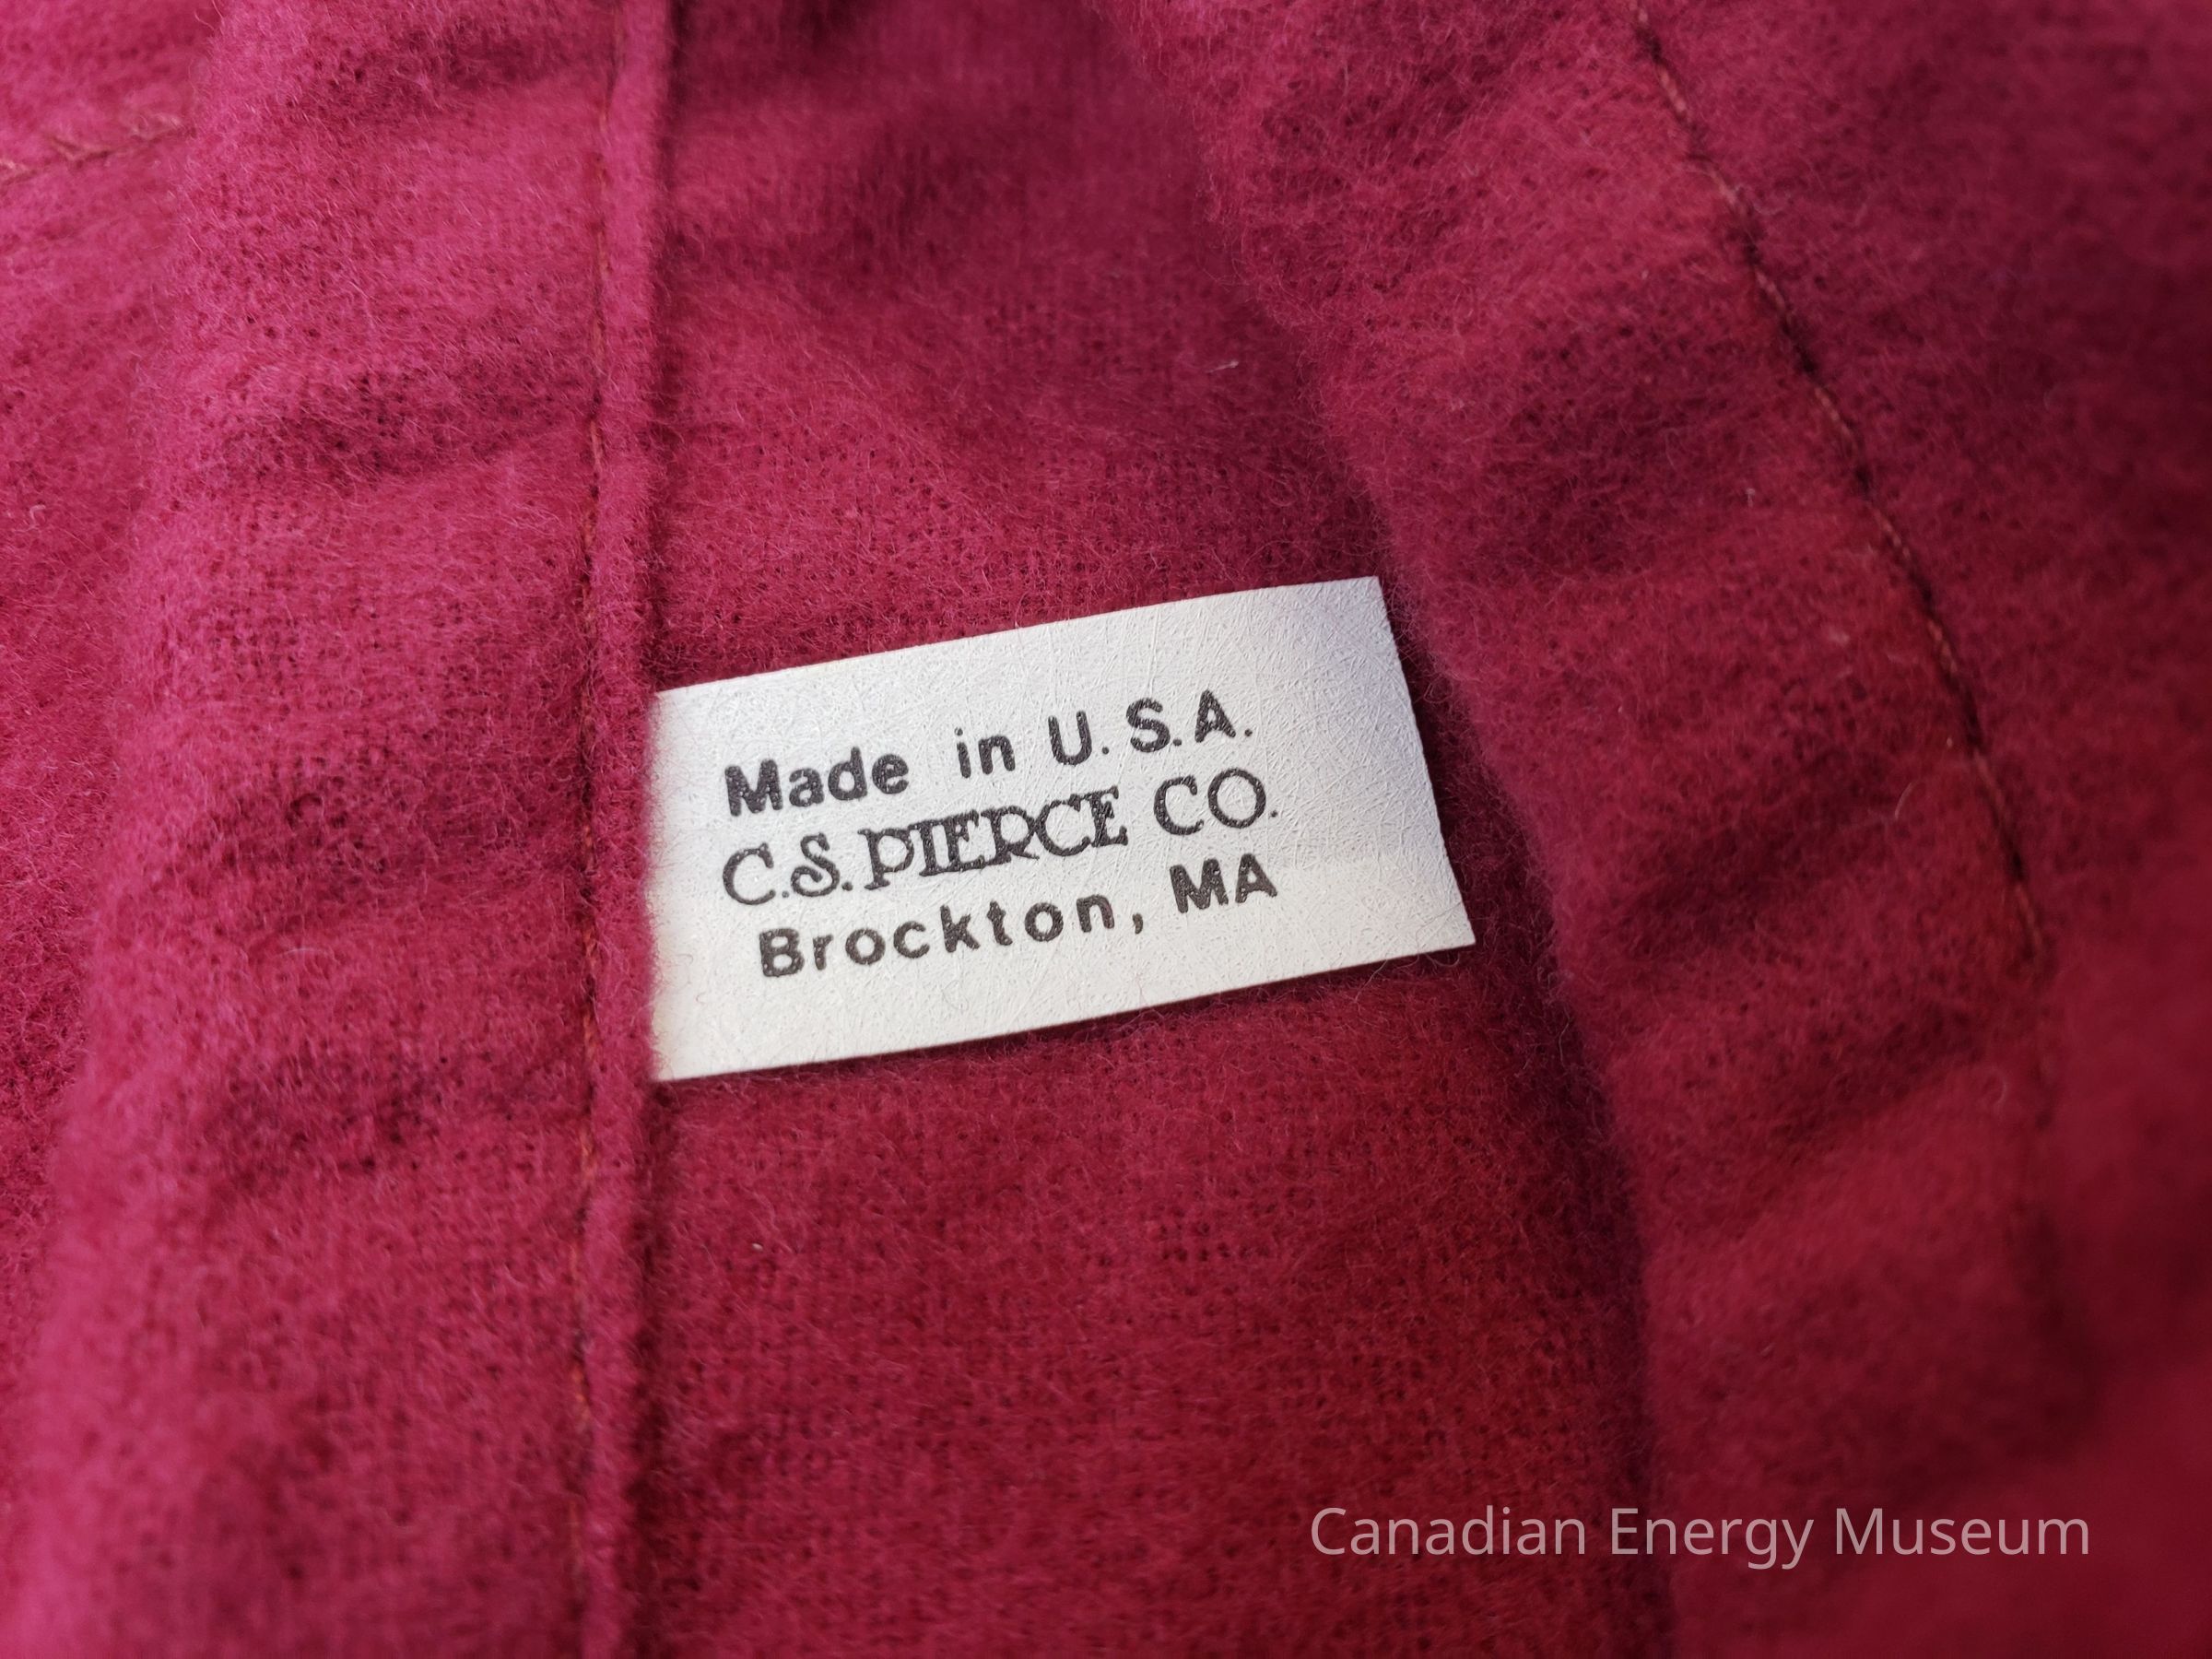 Made in U.S.A.
C.S. PIERCE CO.
Brockton, MA
Canadian Energy Museum